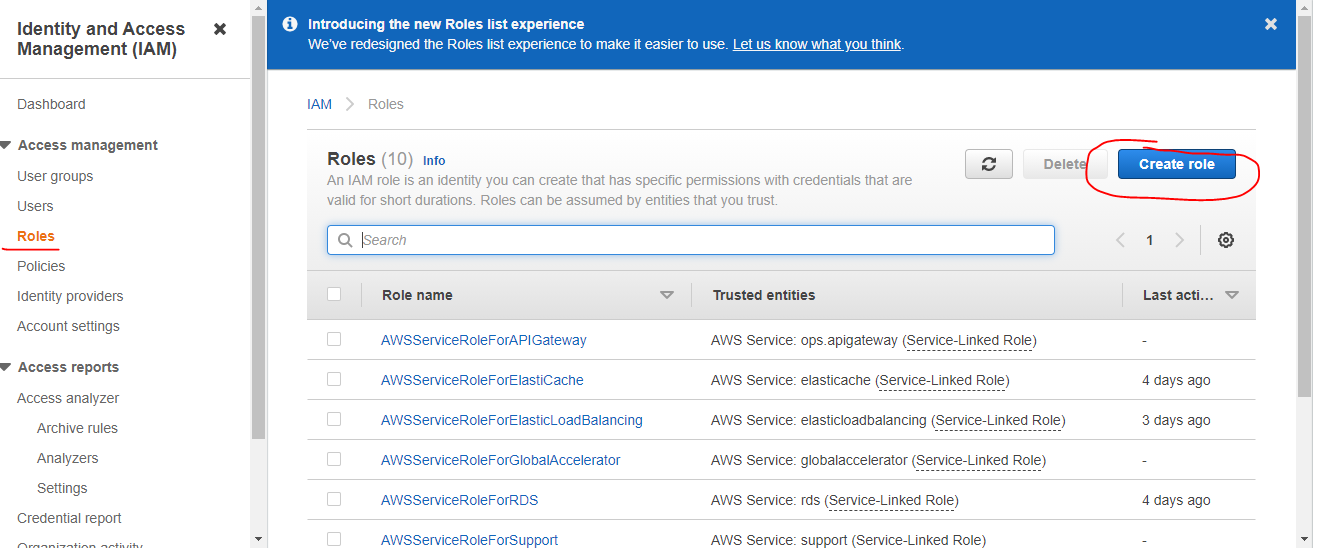 Identity and Access
Management (IAM)
Dashboard
Access management
User groups
Users
Roles
Policies
Identity providers
Account settings
Access reports
Access analyzer
Archive rules
Analyzers
Settings
Credential report
Organization activity
Introducing the new Roles list experience
We've redesigned the Roles list experience to make it easier to use. Let us know what you think.
IAM Roles
Roles (10) Info
Delete Create role
An IAM role is an identity you can create that has specific permissions with credentials that are
valid for short durations. Roles can be assumed by entities that you trust.
Search
1
Role name Trusted entities Last acti...
AWSServiceRoleForAPIGateway AWS Service: ops.apigateway (Service-Linked Role) -
AWSServiceRoleForElastiCache AWS Service: elasticache (Service-Linked Role) 4 days ago
AWSServiceRoleForElasticLoadBalancing AWS Service: elasticloadbalancing (Service-Linked Role) 3 days ago
AWSServiceRoleForGlobalAccelerator AWS Service: globalaccelerator (Service-Linked Role) -
AWSServiceRoleForRDS AWS Service: rds (Service-Linked Role) 4 days ago
AWSServiceRoleForSupport AWS Service: support (Service-Linked Role) -